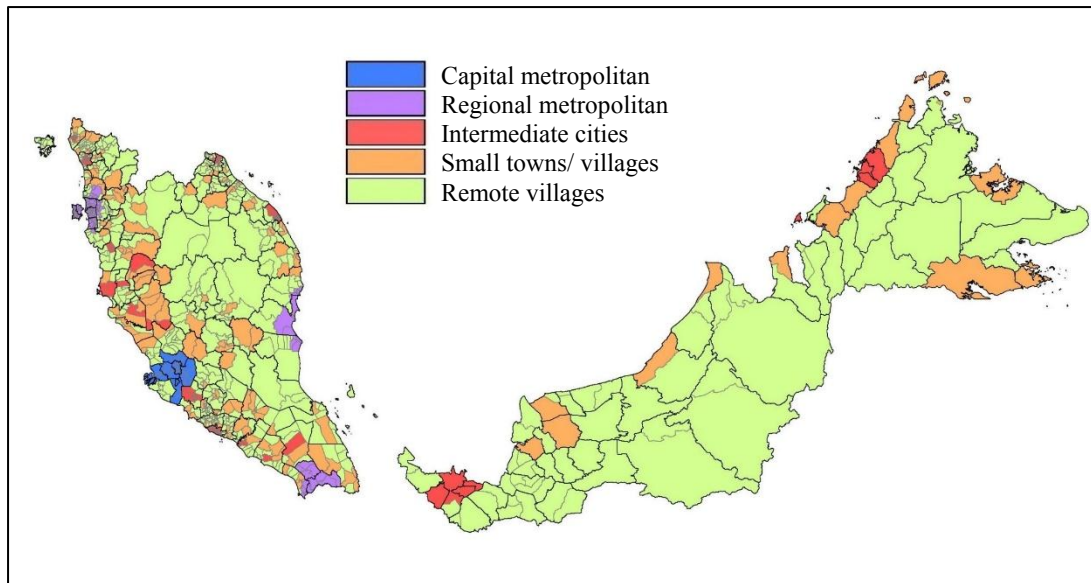 Capital metropolitan
Regional metropolitan
Intermediate cities
Small towns/ villages
Remote villages